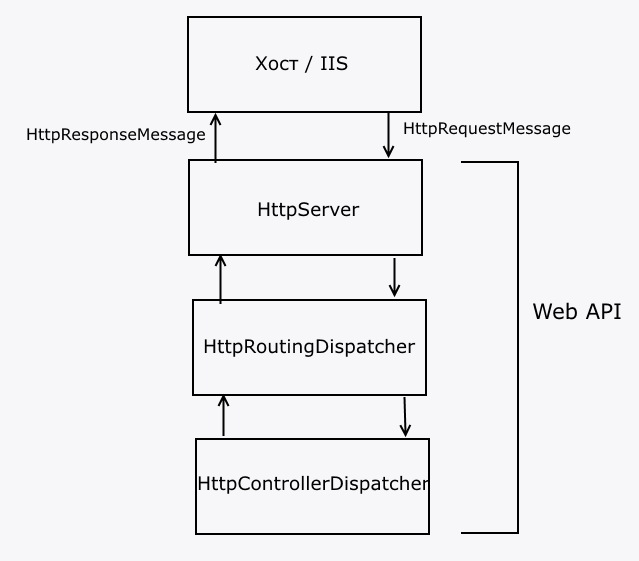 Хост / IIS
HttpResponseMessage
HttpRequestMessage
HttpServer
Web API
HttpRoutingDispatcher
HttpControllerDispatcher